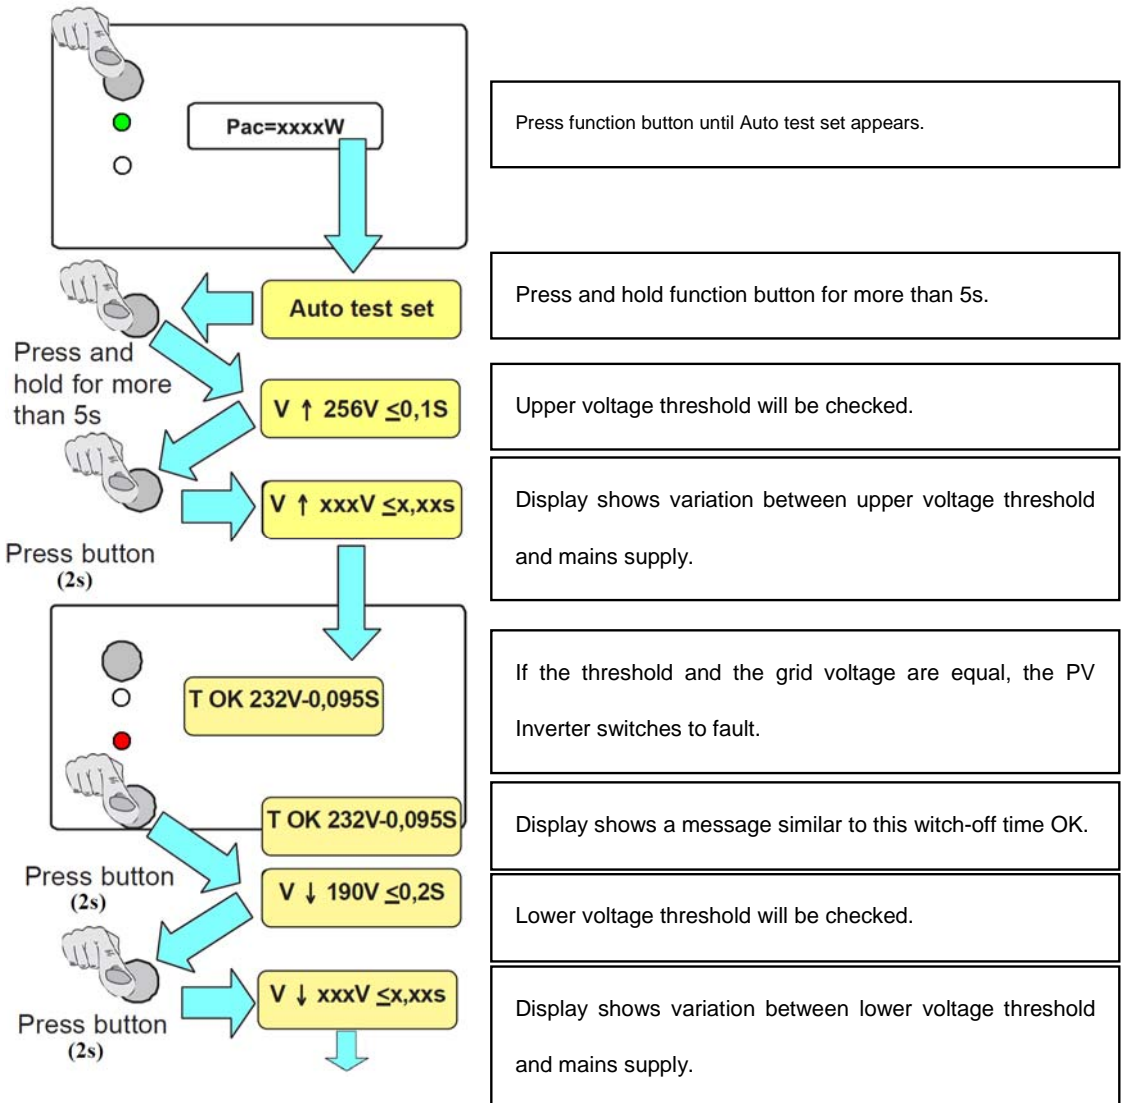 Pac=xxxxW
Press function button until Auto test set appears.
Auto test set
Press and hold function button for more than 5s.
Press and
hold for more
than 5s
V ↑ 256V ≤0,1S
Upper voltage threshold will be checked.
V ↑ xxxV ≤x,xxs
Display shows variation between upper voltage threshold
and mains supply.
Press button
(2s)
T OK 232V-0,095S
If the threshold and the grid voltage are equal, the PV
Inverter switches to fault.
T OK 232V-0,095S
Display shows a message similar to this witch-off time OK.
Press button
(2s)
V ↓ 190V ≤0,2S
Lower voltage threshold will be checked.
V ↓ xxxV ≤x,xxs
Display shows variation between lower voltage threshold
and mains supply.
Press button
(2s)